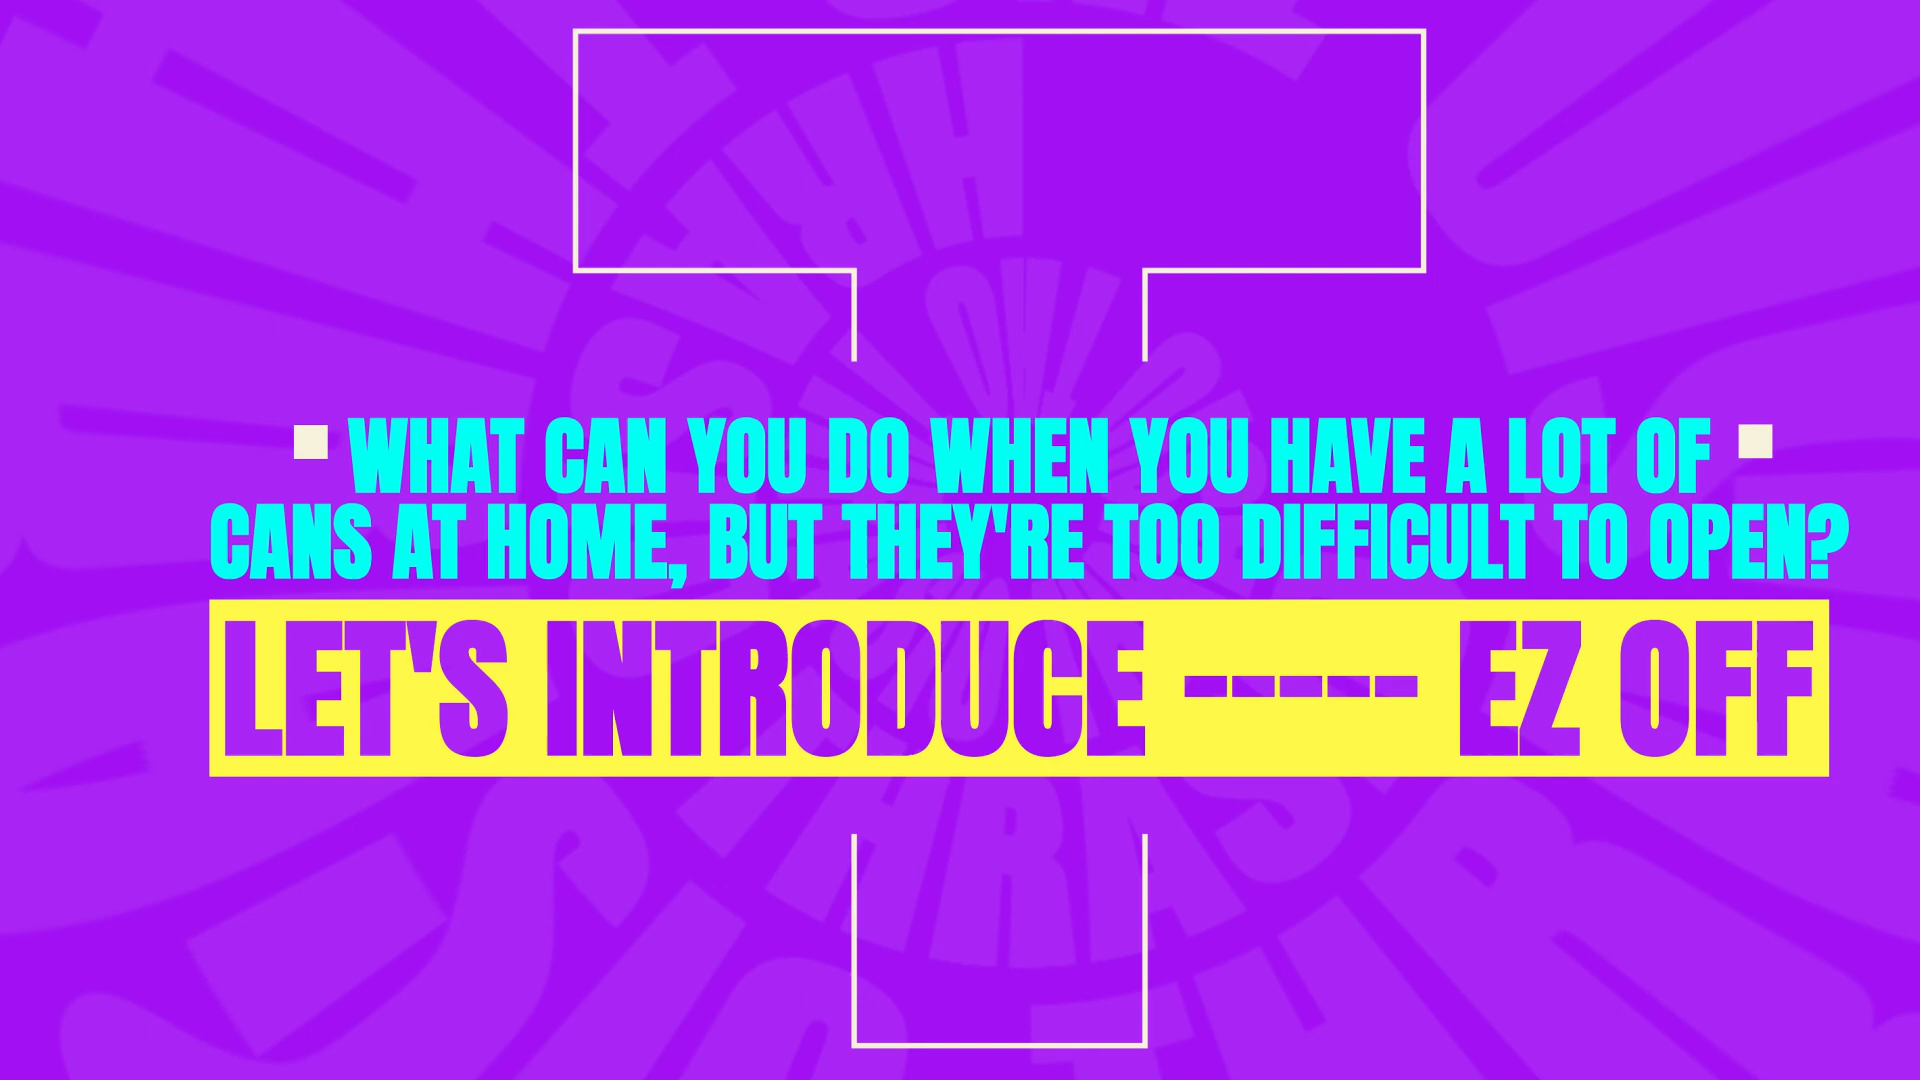 WHAT CAN YOU DO WHEN YOU HAVE A LOT OF
CANS AT HOME, BUT THEY'RE TOO DIFFICULT TO OPEN?
LET'S INTRODUCE ----- EZ OFF